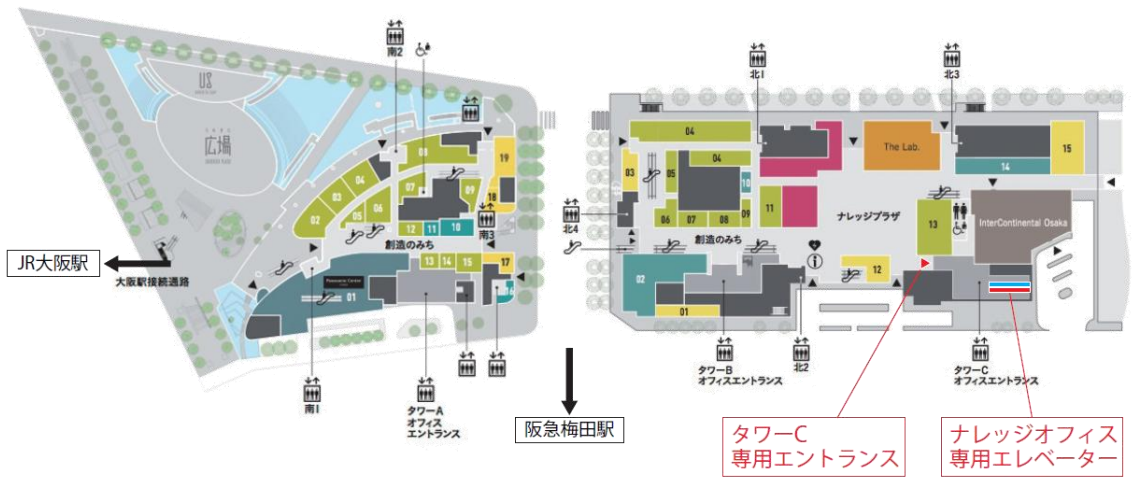 JR大阪駅
大阪駅接続通路
うめきた
広場
南2
08
04
03
02
05
06
07
09
19
18
南3
創造のみち
12
11
10
13
14
15
17
16
Panasonic Center
01
南1
タワーA
オフィス
エントランス
阪急梅田駅
北1
北3
04
04
03
05
10
06
07
08
09
11
The Lab.
14
15
北4
創造のみち
ナレッジプラザ
13
InterContinental Osaka
02
12
01
タワーB
オフィスエントランス
北2
タワーC
オフィスエントランス
タワーC
専用エントランス
ナレッジオフィス
専用エレベーター